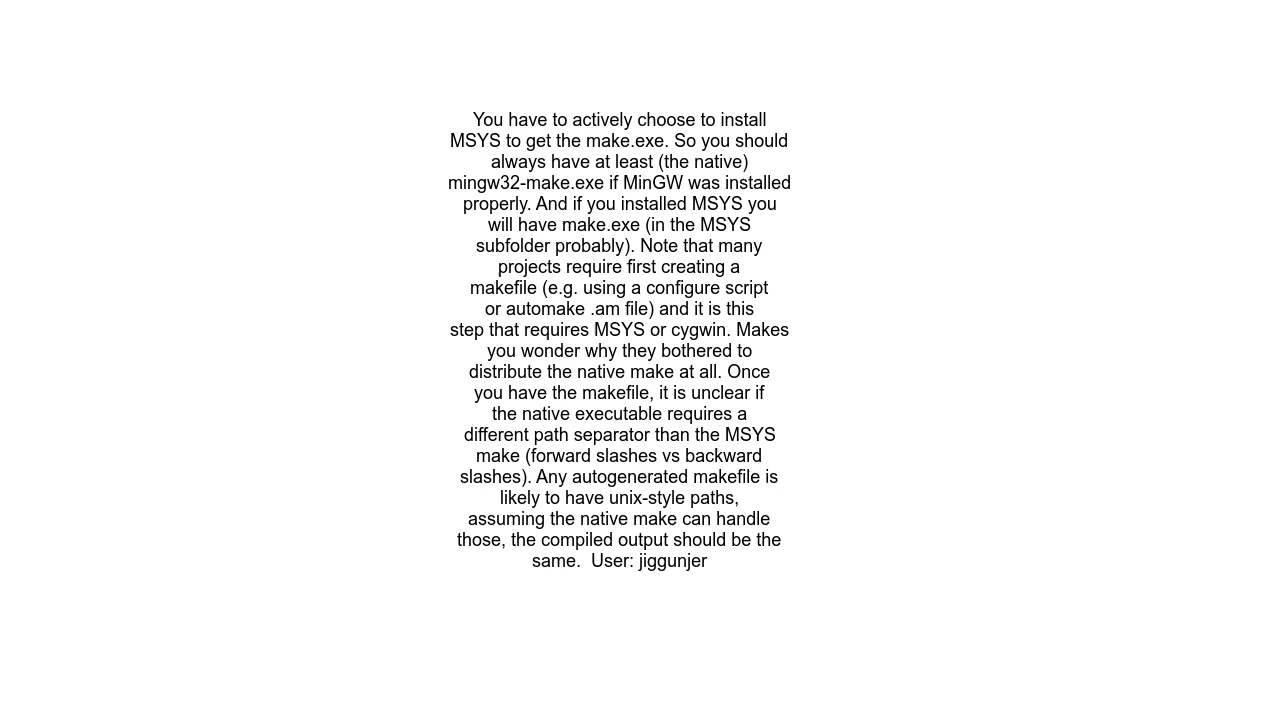 You have to actively choose to install
MSYS to get the make.exe. So you should
always have at least (the native)
mingw32-make.exe if MinGW was installed
properly. And if you installed MSYS you
will have make.exe (in the MSYS
subfolder probably). Note that many
projects require first creating a
makefile (e.g. using a configure script
or automake .am file) and it is this
step that requires MSYS or cygwin. Makes
you wonder why they bothered to
distribute the native make at all. Once
you have the makefile, it is unclear if
the native executable requires a
different path separator than the MSYS
make (forward slashes vs backward
slashes). Any autogenerated makefile is
likely to have unix-style paths,
assuming the native make can handle
those, the compiled output should be the
same.  User: jiggunjer